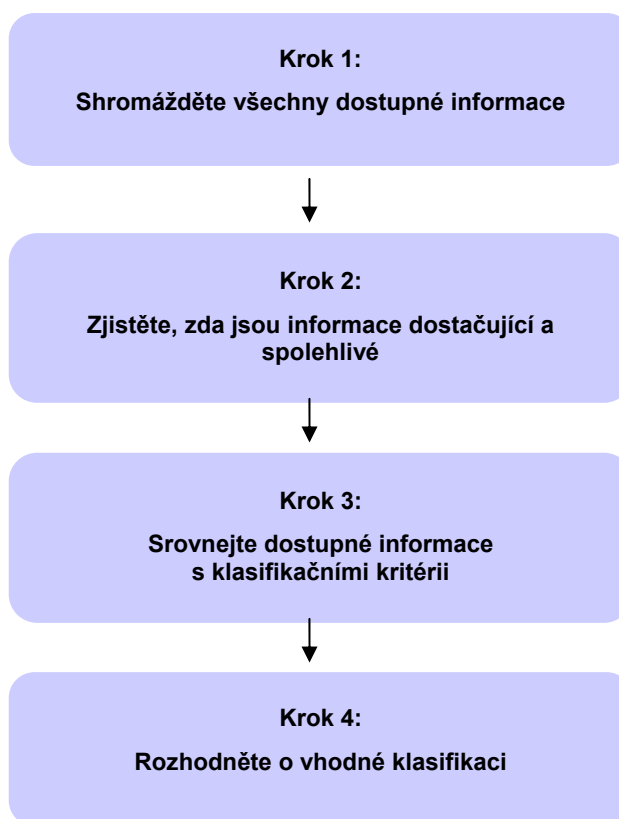 Krok 1:
Shromážděte všechny dostupné informace
Krok 2:
Zjistěte, zda jsou informace dostačující a
spolehlivé
Krok 3:
Srovnejte dostupné informace
s klasifikačními kritérii
Krok 4:
Rozhodněte o vhodné klasifikaci